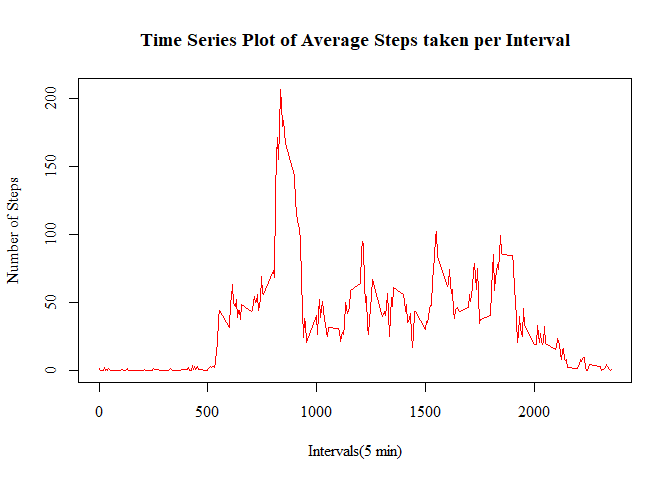 Time Series Plot of Average Steps taken per Interval
Number of Steps
200
150
100
50
0
0 500 1000 1500 2000
Intervals(5 min)